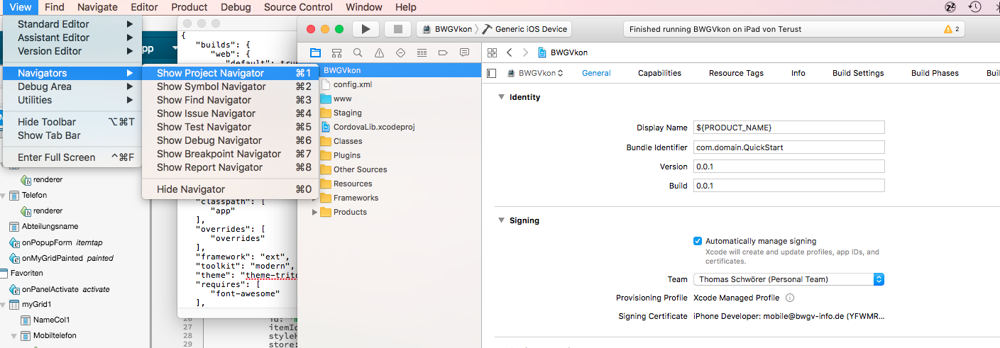 View Find Navigate Editor Product Debug Source Control Window Help
Standard Editor
Assistant Editor
Version Editor
Navigators
Debug Area
Utilities
Hide Toolbar ⌥⌘T
Show Tab Bar
Enter Full Screen ^⌘F
Show Project Navigator ⌘1
Show Symbol Navigator ⌘2
Show Find Navigator ⌘3
Show Issue Navigator ⌘4
Show Test Navigator ⌘5
Show Debug Navigator ⌘6
Show Breakpoint Navigator ⌘7
Show Report Navigator ⌘8
Hide Navigator ⌘0
pp
renderer
Telefon
renderer
Abteilungsname
onPopupForm itemtap
onMyGridPainted painted
Favoriten
onPanelActivate activate
myGrid1
NameCol1
Mobiltelefon
{
"builds": {
"web": {
"default": true
"classpath": [
"app"
],
"overrides": [
"overrides"
],
"framework": "ext",
"toolkit": "modern",
"theme": "theme-trito
"requires": [
"font-awesome"
],
26 id: 'm
27 itemId
28 styleH
29 store:
BWGVkon Generic iOS Device
Finished running BWGVkon on iPad von Terust
2
BWGVkon
config.xml
www
Staging
CordovaLib.xcodeproj
Classes
Plugins
Other Sources
Resources
Frameworks
Products
BWGVkon
BWGVkon General Capabilities Resource Tags Info Build Settings Build Phases Bui
Identity
Display Name ${PRODUCT_NAME}
Bundle Identifier com.domain.QuickStart
Version 0.0.1
Build 0.0.1
Signing
Automatically manage signing
Xcode will create and update profiles, app IDs, and
certificates.
Team Thomas Schwörer (Personal Team)
Provisioning Profile Xcode Managed Profile
Signing Certificate iPhone Developer: mobile@bwgv-info.de (YFWMR...